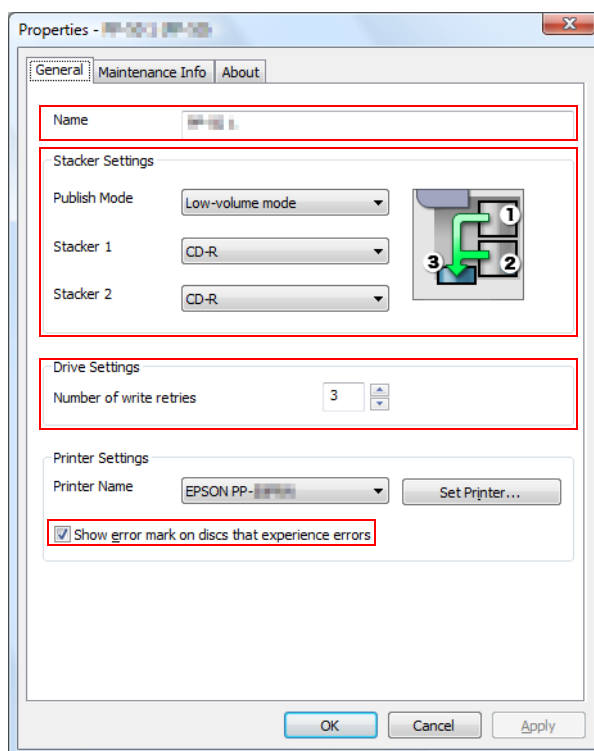 Properties -
General Maintenance Info About
Name
Stacker Settings
Publish Mode Low-volume mode
1
Stacker 1 CD-R
3 2
Stacker 2 CD-R
Drive Settings
Number of write retries 3
Printer Settings
Printer Name EPSON PP- Set Printer...
Show error mark on discs that experience errors
OK Cancel Apply